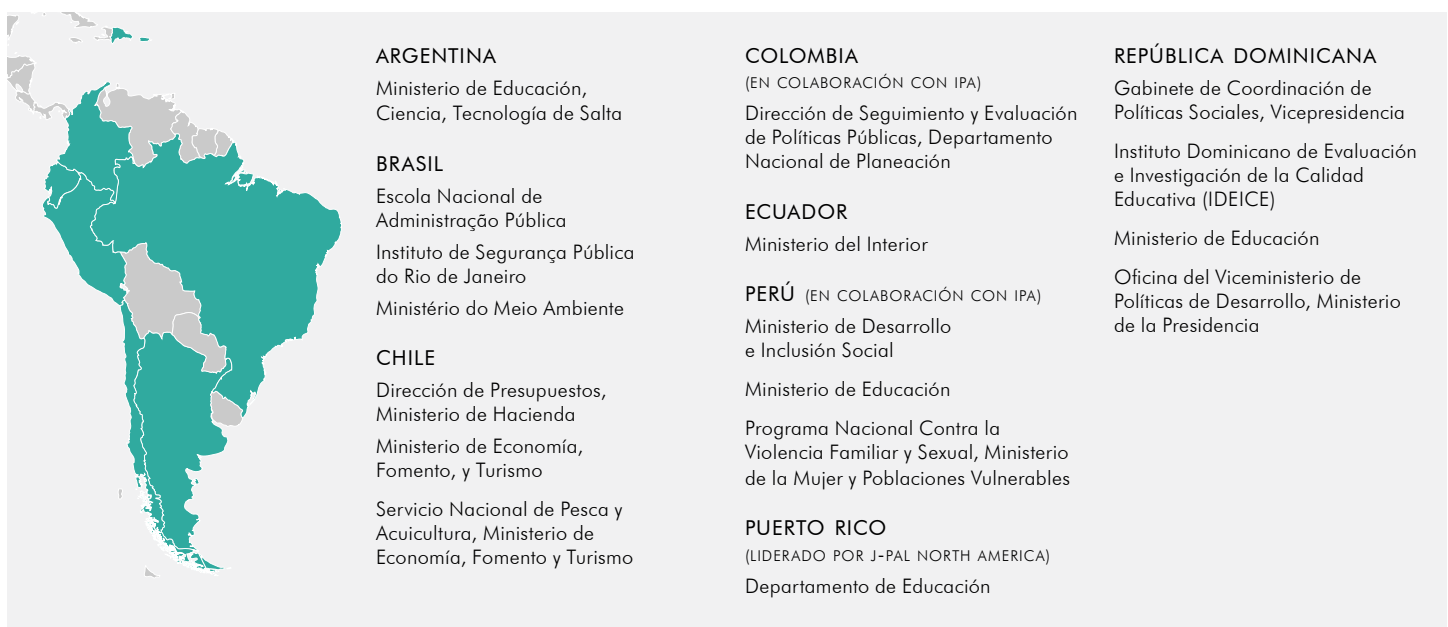 ARGENTINA
Ministerio de Educación,
Ciencia, Tecnología de Salta
BRASIL
Escola Nacional de
Administração Pública
Instituto de Segurança Pública
do Rio de Janeiro
Ministério do Meio Ambiente
CHILE
Dirección de Presupuestos,
Ministerio de Hacienda
Ministerio de Economía,
Fomento, y Turismo
Servicio Nacional de Pesca y
Acuicultura, Ministerio de
Economía, Fomento y Turismo
COLOMBIA
(EN COLABORACIÓN CON IPA)
Dirección de Seguimiento y Evaluación
de Políticas Públicas, Departamento
Nacional de Planeación
ECUADOR
Ministerio del Interior
PERÚ (EN COLABORACIÓN CON IPA)
Ministerio de Desarrollo
e Inclusión Social
Ministerio de Educación
Programa Nacional Contra la
Violencia Familiar y Sexual, Ministerio
de la Mujer y Poblaciones Vulnerables
PUERTO RICO
(LIDERADO POR J-PAL NORTH AMERICA)
Departamento de Educación
REPÚBLICA DOMINICANA
Gabinete de Coordinación de
Políticas Sociales, Vicepresidencia
Instituto Dominicano de Evaluación
e Investigación de la Calidad
Educativa (IDEICE)
Ministerio de Educación
Oficina del Viceministerio de
Políticas de Desarrollo, Ministerio
de la Presidencia